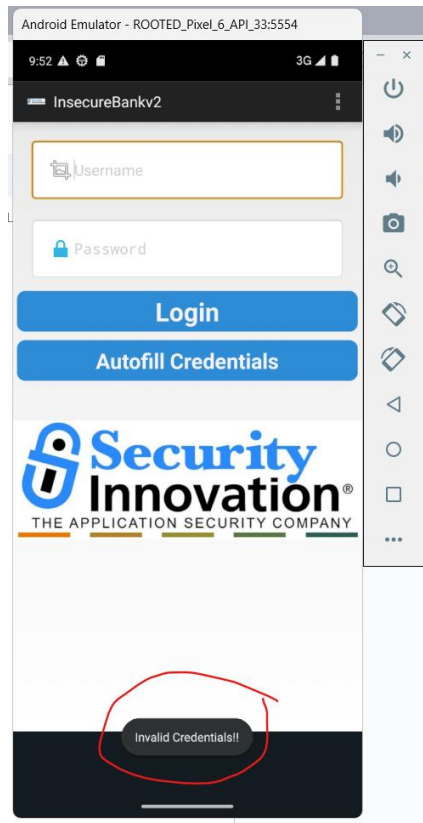 Android Emulator - ROOTED_Pixel_6_API_33:5554
9:52
3G
InsecureBankv2
Username
Password
Login
Autofill Credentials
Security
Innovation®
THE APPLICATION SECURITY COMPANY
Invalid Credentials!!